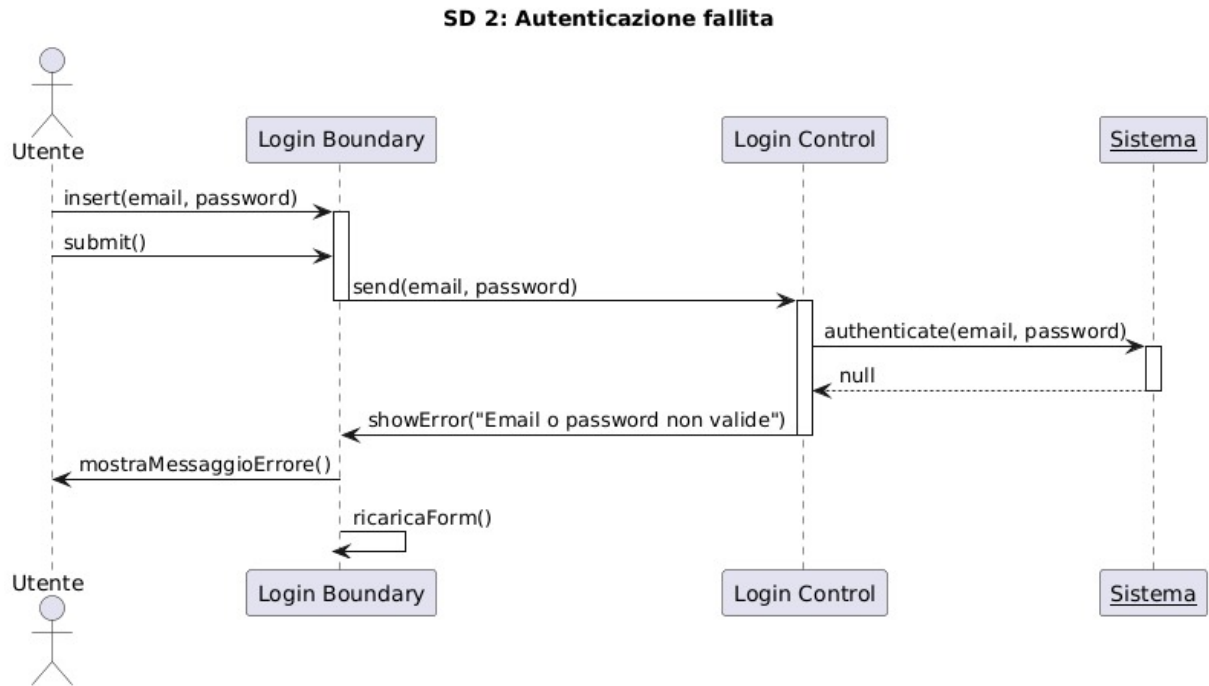 SD 2: Autenticazione fallita
Utente
Login Boundary
Login Control
Sistema
insert(email, password)
submit()
send(email, password)
authenticate(email, password)
null
showError("Email o password non valide")
mostraMessaggioErrore()
ricaricaForm()
Utente
Login Boundary
Login Control
Sistema